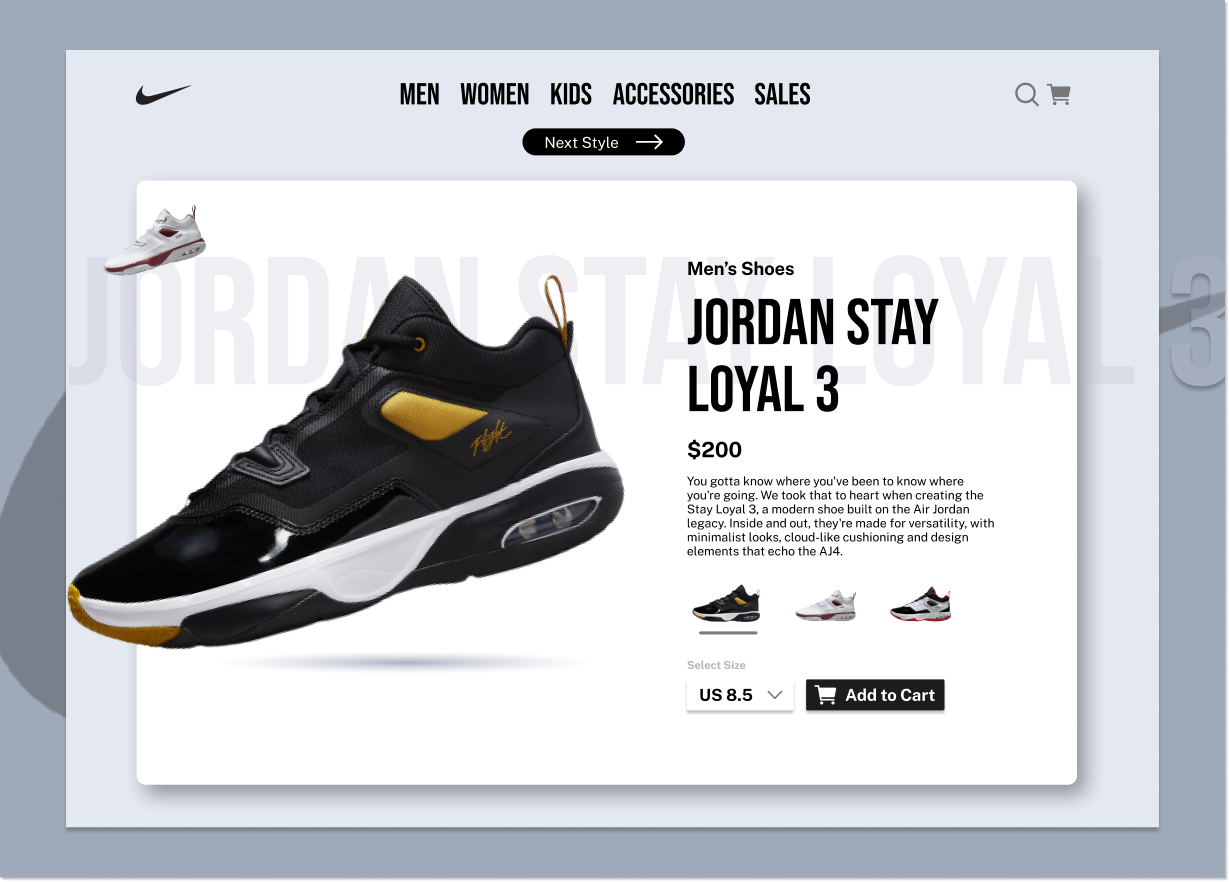 MEN WOMEN KIDS ACCESSORIES SALES
Next Style
JORDAN STAY LOYAL 3
Men’s Shoes
JORDAN STAY
LOYAL 3
$200
You gotta know where you've been to know where
you're going. We took that to heart when creating the
Stay Loyal 3, a modern shoe built on the Air Jordan
legacy. Inside and out, they're made for versatility, with
minimalist looks, cloud-like cushioning and design
elements that echo the AJ4.
Flight
Select Size
US 8.5
Add to Cart